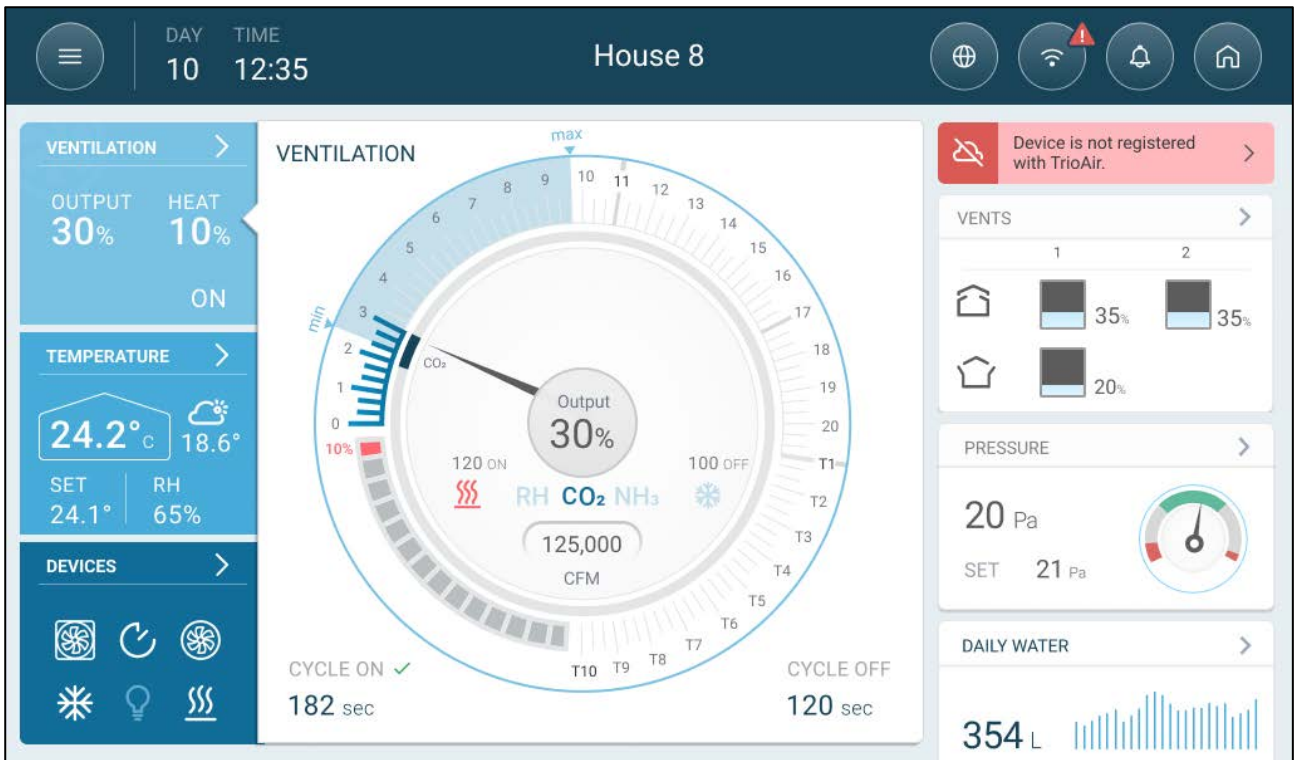 DAY TIME
10 12:35
House 8
VENTILATION
OUTPUT HEAT
30% 10%
ON
TEMPERATURE
24.2°C 18.6°
SET RH
24.1° 65%
DEVICES
VENTILATION
max
min
0
1
2
3
4
5
6
7
8
9
10
11
12
13
14
15
16
17
18
19
20
T1
T2
T3
T4
T5
T6
T7
T8
T9
T10
10%
CO₂
Output
30%
120 ON
100 OFF
RH CO₂ NH₃
125,000
CFM
CYCLE ON
182 sec
CYCLE OFF
120 sec
Device is not registered
with TrioAir.
VENTS
1 2
35% 35%
20%
PRESSURE
20 Pa
SET 21 Pa
DAILY WATER
354 L